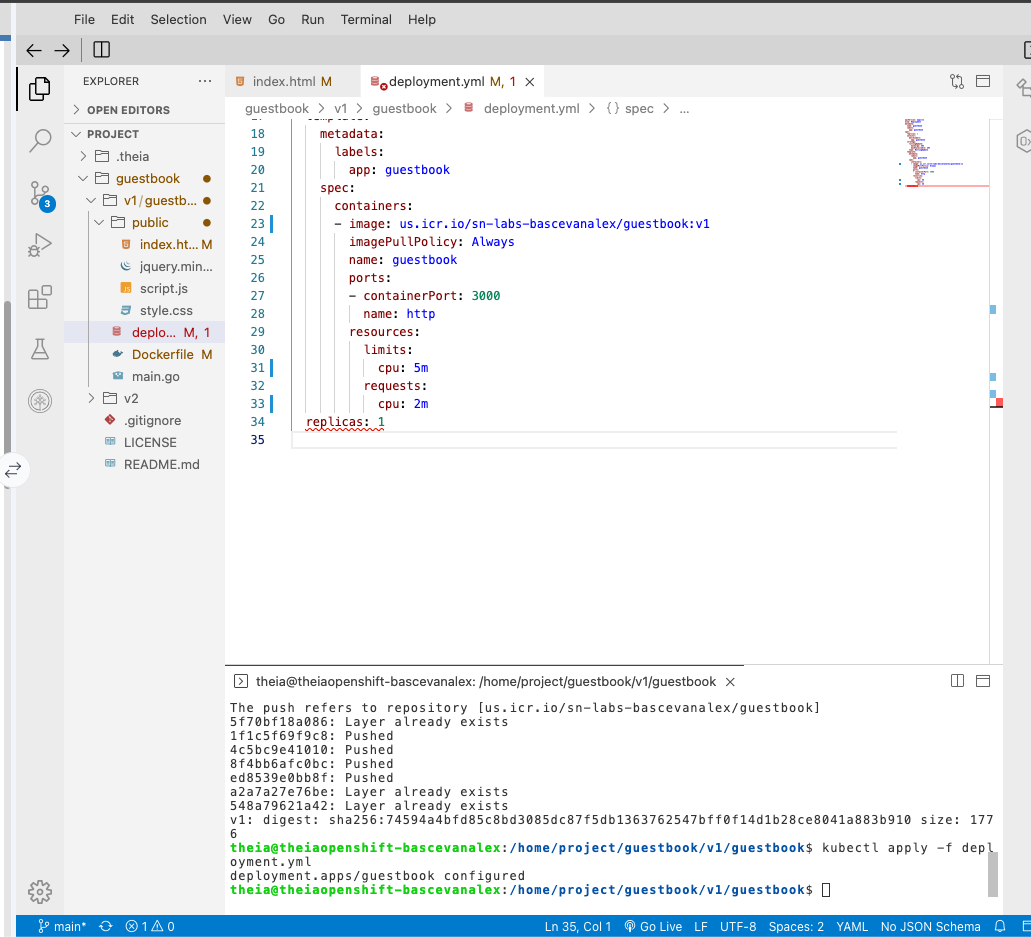 File Edit Selection View Go Run Terminal Help
EXPLORER
index.html M
deployment.yml M, 1
OPEN EDITORS
guestbook > v1 > guestbook > deployment.yml > {} spec > ...
PROJECT
.theia
guestbook
v1/guestb...
public
index.ht... M
jquery.min...
script.js
style.css
deplo... M, 1
Dockerfile M
main.go
v2
.gitignore
LICENSE
README.md
3
18 metadata:
19 labels:
20 app: guestbook
21 spec:
22 containers:
23 - image: us.icr.io/sn-labs-bascevanalex/guestbook:v1
24 imagePullPolicy: Always
25 name: guestbook
26 ports:
27 - containerPort: 3000
28 name: http
29 resources:
30 limits:
31 cpu: 5m
32 requests:
33 cpu: 2m
34 replicas: 1
35
theia@theiaopenshift-bascevanalex: /home/project/guestbook/v1/guestbook
The push refers to repository [us.icr.io/sn-labs-bascevanalex/guestbook]
5f70bf18a086: Layer already exists
1f1c5f69f9c8: Pushed
4c5bc9e41010: Pushed
8f4bb6afc0bc: Pushed
ed8539e0bb8f: Pushed
a2a7a27e76be: Layer already exists
548a79621a42: Layer already exists
v1: digest: sha256:74594a4bfd85c8bd3085dc87f5db1363762547bff0f14d1b28ce8041a883b910 size: 177
6
theia@theiaopenshift-bascevanalex:/home/project/guestbook/v1/guestbook$ kubectl apply -f depl
oyment.yml
deployment.apps/guestbook configured
theia@theiaopenshift-bascevanalex:/home/project/guestbook/v1/guestbook$
main* 1 0 Ln 35, Col 1 Go Live LF UTF-8 Spaces: 2 YAML No JSON Schema